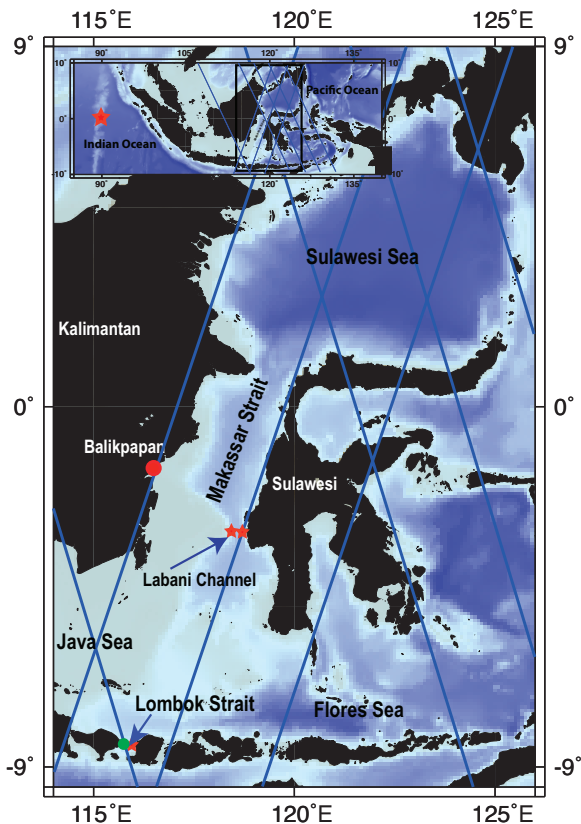 115°E 120°E 125°E
9°
90° 105° 120° 135°
10° 10°
Pacific Ocean
0° 0°
Indian Ocean
-10° -10°
90° 120° 135°
Sulawesi Sea
Kalimantan
0° 0°
Makassar Strait
Balikpapan
Sulawesi
Labani Channel
Java Sea
Lombok Strait
Flores Sea
-9° -9°
115°E 120°E 125°E